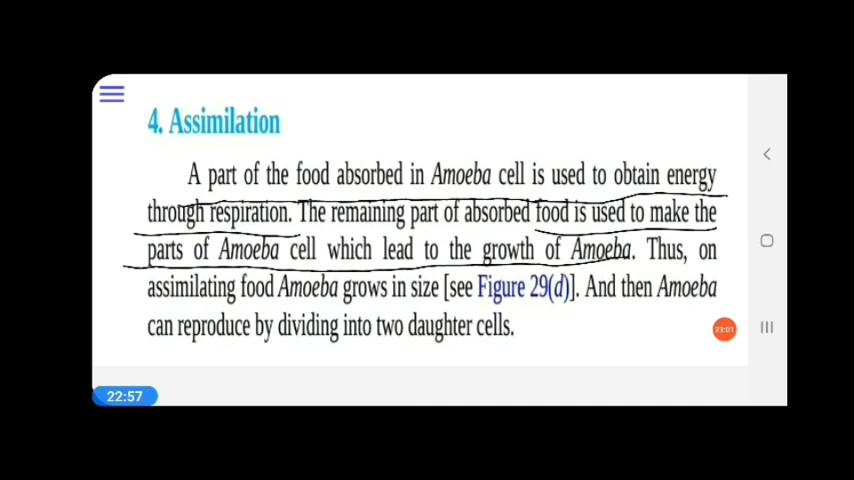 4. Assimilation
A part of the food absorbed in Amoeba cell is used to obtain energy
through respiration. The remaining part of absorbed food is used to make the
parts of Amoeba cell which lead to the growth of Amoeba. Thus, on
assimilating food Amoeba grows in size [see Figure 29(d)]. And then Amoeba
can reproduce by dividing into two daughter cells.
23:01
22:57